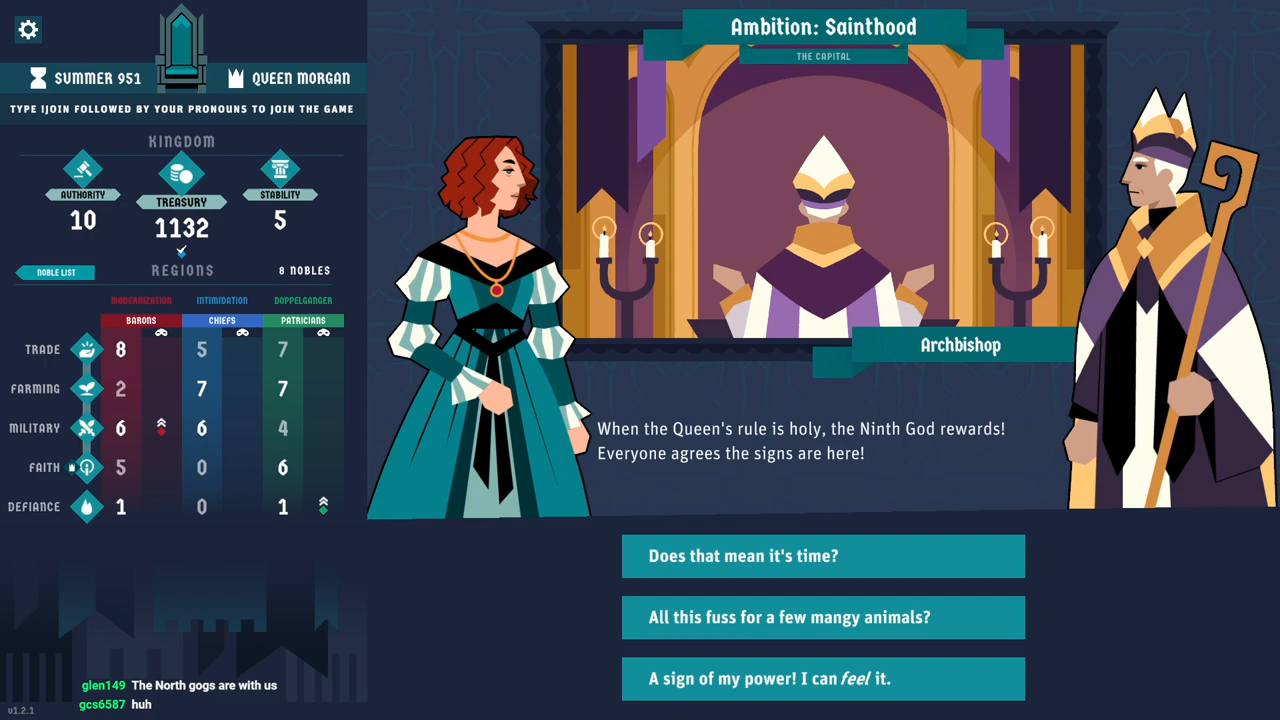 SUMMER 951
QUEEN MORGAN
TYPE !JOIN FOLLOWED BY YOUR PRONOUNS TO JOIN THE GAME
KINGDOM
AUTHORITY
TREASURY
STABILITY
10
1132
5
NOBLE LIST
REGIONS
8 NOBLES
MODERNIZATION
INTIMIDATION
DOPPELGANGER
BARONS
CHIEFS
PATRICIANS
TRADE 8 5 7
FARMING 2 7 7
MILITARY 6 6 4
FAITH 5 0 6
DEFIANCE 1 0 1
glen149 The North gogs are with us
gcs6587 huh
v1.2.1
Ambition: Sainthood
THE CAPITAL
Archbishop
When the Queen's rule is holy, the Ninth God rewards!
Everyone agrees the signs are here!
Does that mean it's time?
All this fuss for a few mangy animals?
A sign of my power! I can feel it.